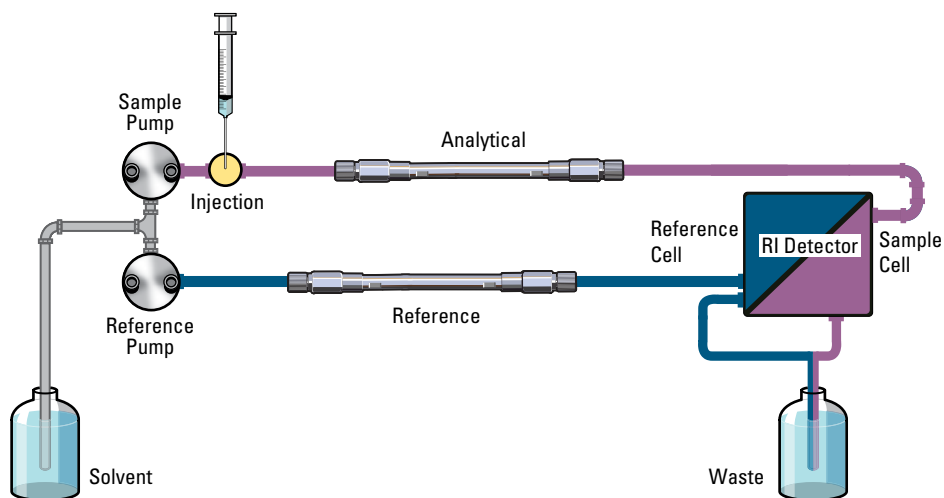 Sample
Pump
Injection
Analytical
Reference
Cell
RI Detector
Sample
Cell
Reference
Pump
Reference
Solvent
Waste